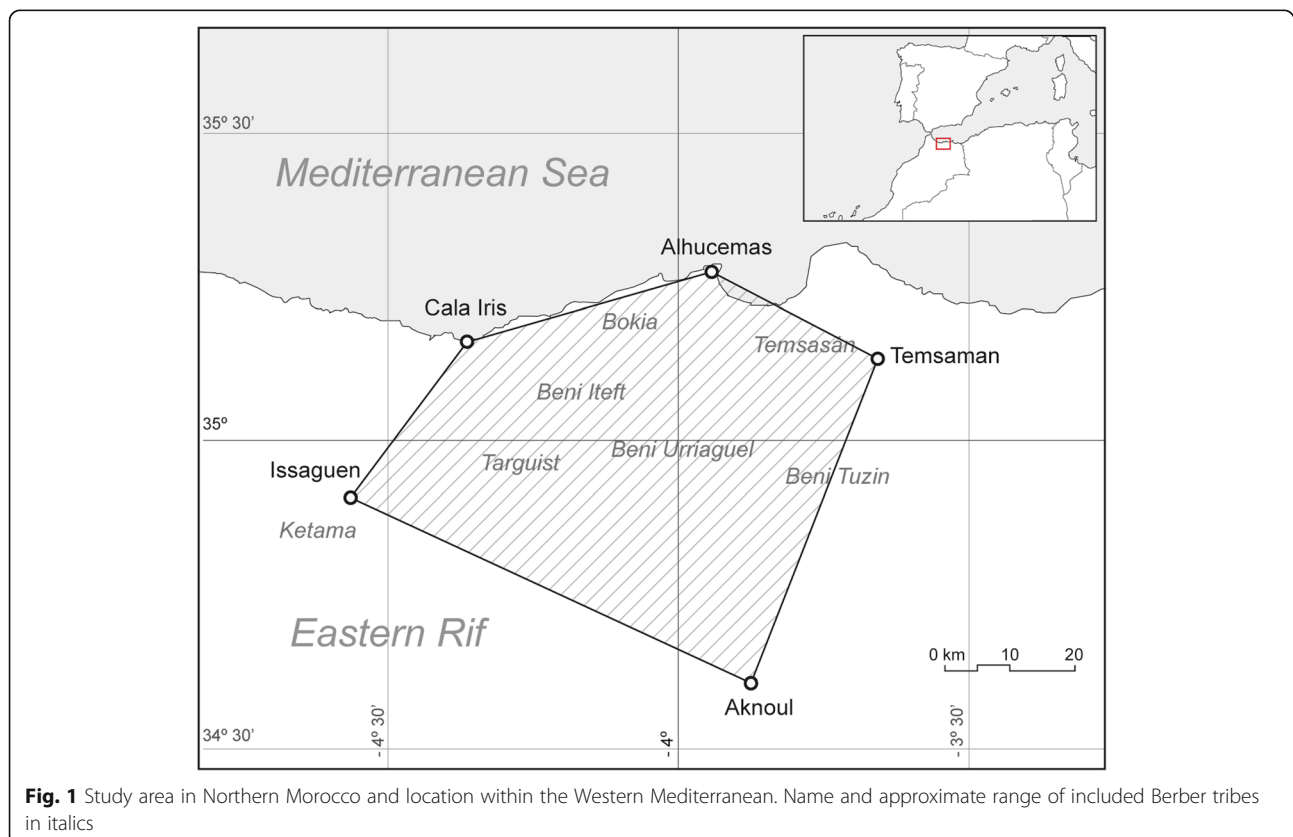 35º 30'
Mediterranean Sea
Alhucemas
Cala Iris
Bokia
Temsasan
Temsaman
Beni Iteft
35º
Beni Urriaguel
Issaguen
Targuist
Beni Tuzin
Ketama
Eastern Rif
0 km 10 20
Aknoul
34º 30'
- 4º 30'
- 4º
- 3º 30'
Fig. 1 Study area in Northern Morocco and location within the Western Mediterranean. Name and approximate range of included Berber tribes
in italics